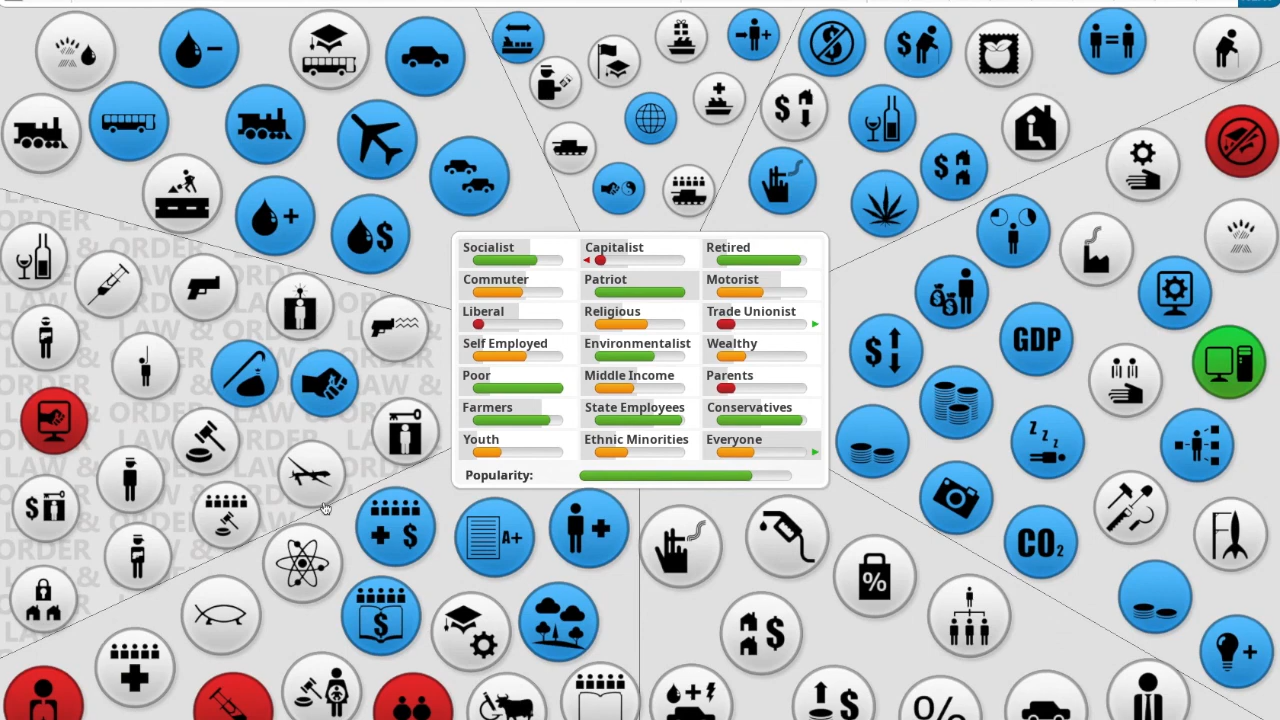 Socialist Capitalist Retired
Commuter Patriot Motorist
Liberal Religious Trade Unionist
Self Employed Environmentalist Wealthy
Poor Middle Income Parents
Farmers State Employees Conservatives
Youth Ethnic Minorities Everyone
Popularity:
GDP
CO₂
A+
LAW & ORDER